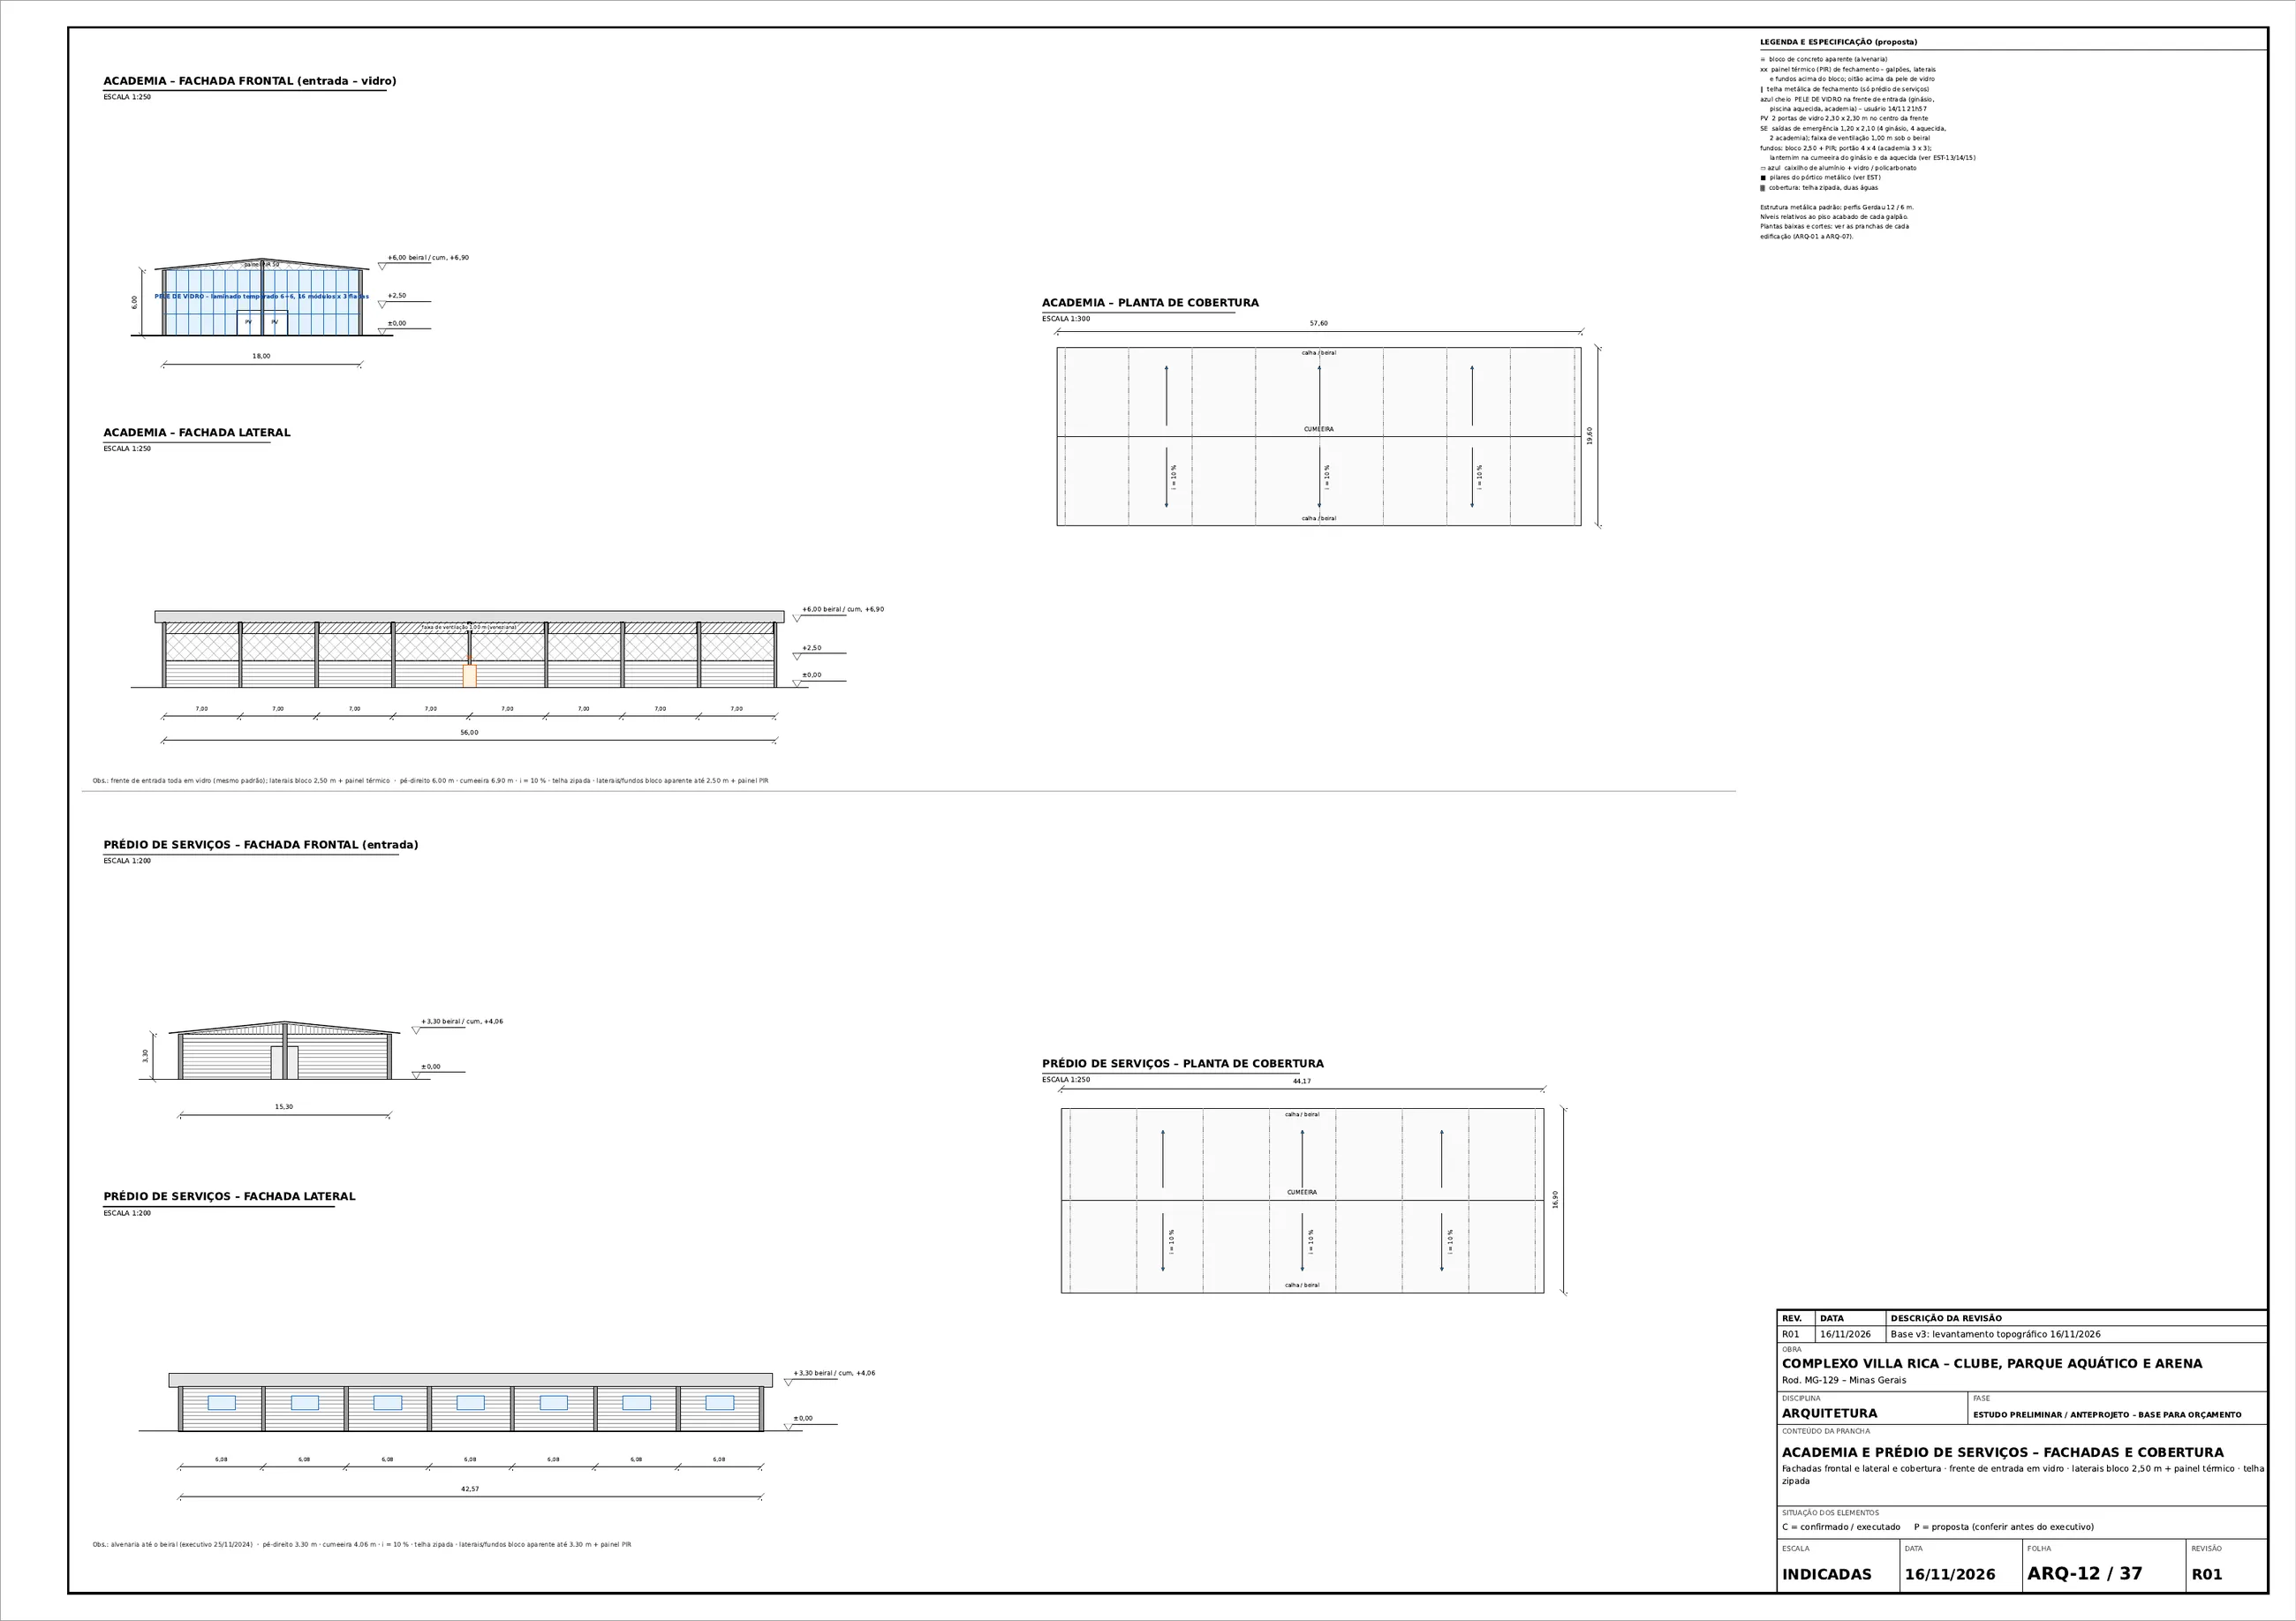 ACADEMIA – FACHADA FRONTAL (entrada – vidro)
ESCALA 1:250
painel PIR 50
PELE DE VIDRO – laminado temperado 6+6, 16 módulos x 3 fiadas
PV
PV
6,00
18,00
+6,00 beiral / cum, +6,90
+2,50
±0,00
ACADEMIA – FACHADA LATERAL
ESCALA 1:250
faixa de ventilação 1,00 m (veneziana)
+6,00 beiral / cum, +6,90
+2,50
±0,00
7,00
7,00
7,00
7,00
7,00
7,00
7,00
7,00
56,00
Obs.: frente de entrada toda em vidro (mesmo padrão); laterais bloco 2,50 m + painel térmico · pé-direito 6,00 m · cumeeira 6,90 m · i = 10 % · telha zipada · laterais/fundos bloco aparente até 2,50 m + painel PIR
ACADEMIA – PLANTA DE COBERTURA
ESCALA 1:300
57,60
calha / beiral
CUMEEIRA
i = 10 %
i = 10 %
i = 10 %
calha / beiral
19,60
PRÉDIO DE SERVIÇOS – FACHADA FRONTAL (entrada)
ESCALA 1:200
3,30
15,30
+3,30 beiral / cum, +4,06
±0,00
PRÉDIO DE SERVIÇOS – FACHADA LATERAL
ESCALA 1:200
+3,30 beiral / cum, +4,06
±0,00
6,08
6,08
6,08
6,08
6,08
6,08
6,08
42,57
Obs.: alvenaria até o beiral (executivo 25/11/2024) · pé-direito 3,30 m · cumeeira 4,06 m · i = 10 % · telha zipada · laterais/fundos bloco aparente até 3,30 m + painel PIR
PRÉDIO DE SERVIÇOS – PLANTA DE COBERTURA
ESCALA 1:250
44,17
calha / beiral
CUMEEIRA
i = 10 %
i = 10 %
i = 10 %
calha / beiral
16,90
LEGENDA E ESPECIFICAÇÃO (proposta)
= bloco de concreto aparente (alvenaria)
xx painel térmico (PIR) de fechamento – galpões, laterais
e fundos acima do bloco; oitão acima da pele de vidro
‖ telha metálica de fechamento (só prédio de serviços)
azul cheio PELE DE VIDRO na frente de entrada (ginásio,
piscina aquecida, academia) – usuário 14/11 21h57
PV 2 portas de vidro 2,30 x 2,30 m no centro da frente
SE saídas de emergência 1,20 x 2,10 (4 ginásio, 4 aquecida,
2 academia); faixa de ventilação 1,00 m sob o beiral
fundos: bloco 2,50 + PIR; portão 4 x 4 (academia 3 x 3);
lanternim na cumeeira do ginásio e da aquecida (ver EST-13/14/15)
▭ azul caixilho de alumínio + vidro / policarbonato
■ pilares do pórtico metálico (ver EST)
▓ cobertura: telha zipada, duas águas
Estrutura metálica padrão: perfis Gerdau 12 / 6 m.
Níveis relativos ao piso acabado de cada galpão.
Plantas baixas e cortes: ver as pranchas de cada
edificação (ARQ-01 a ARQ-07).
REV. DATA DESCRIÇÃO DA REVISÃO
R01 16/11/2026 Base v3: levantamento topográfico 16/11/2026
OBRA
COMPLEXO VILLA RICA – CLUBE, PARQUE AQUÁTICO E ARENA
Rod. MG-129 – Minas Gerais
DISCIPLINA
ARQUITETURA
FASE
ESTUDO PRELIMINAR / ANTEPROJETO – BASE PARA ORÇAMENTO
CONTEÚDO DA PRANCHA
ACADEMIA E PRÉDIO DE SERVIÇOS – FACHADAS E COBERTURA
Fachadas frontal e lateral e cobertura · frente de entrada em vidro · laterais bloco 2,50 m + painel térmico · telha
zipada
SITUAÇÃO DOS ELEMENTOS
C = confirmado / executado P = proposta (conferir antes do executivo)
ESCALA
INDICADAS
DATA
16/11/2026
FOLHA
ARQ-12 / 37
REVISÃO
R01